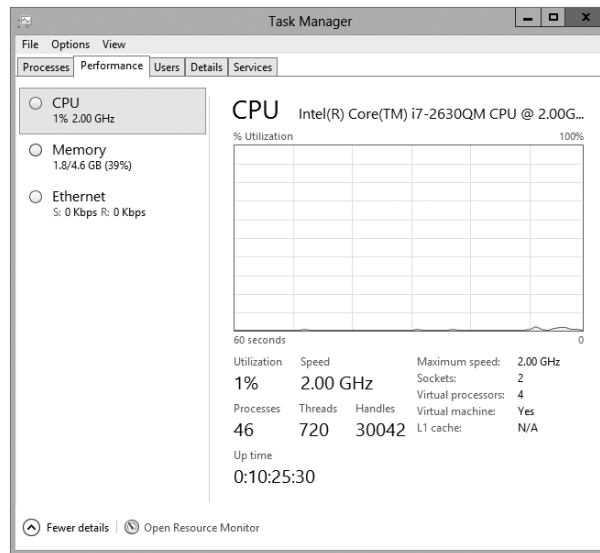 Task Manager
File Options View
Processes Performance Users Details Services
CPU
1% 2.00 GHz
Memory
1.8/4.6 GB (39%)
Ethernet
S: 0 Kbps R: 0 Kbps
CPU Intel(R) Core(TM) i7-2630QM CPU @ 2.00G...
% Utilization 100%
60 seconds 0
Utilization Speed
1% 2.00 GHz
Processes Threads Handles
46 720 30042
Up time
0:10:25:30
Maximum speed: 2.00 GHz
Sockets: 2
Virtual processors: 4
Virtual machine: Yes
L1 cache: N/A
Fewer details Open Resource Monitor